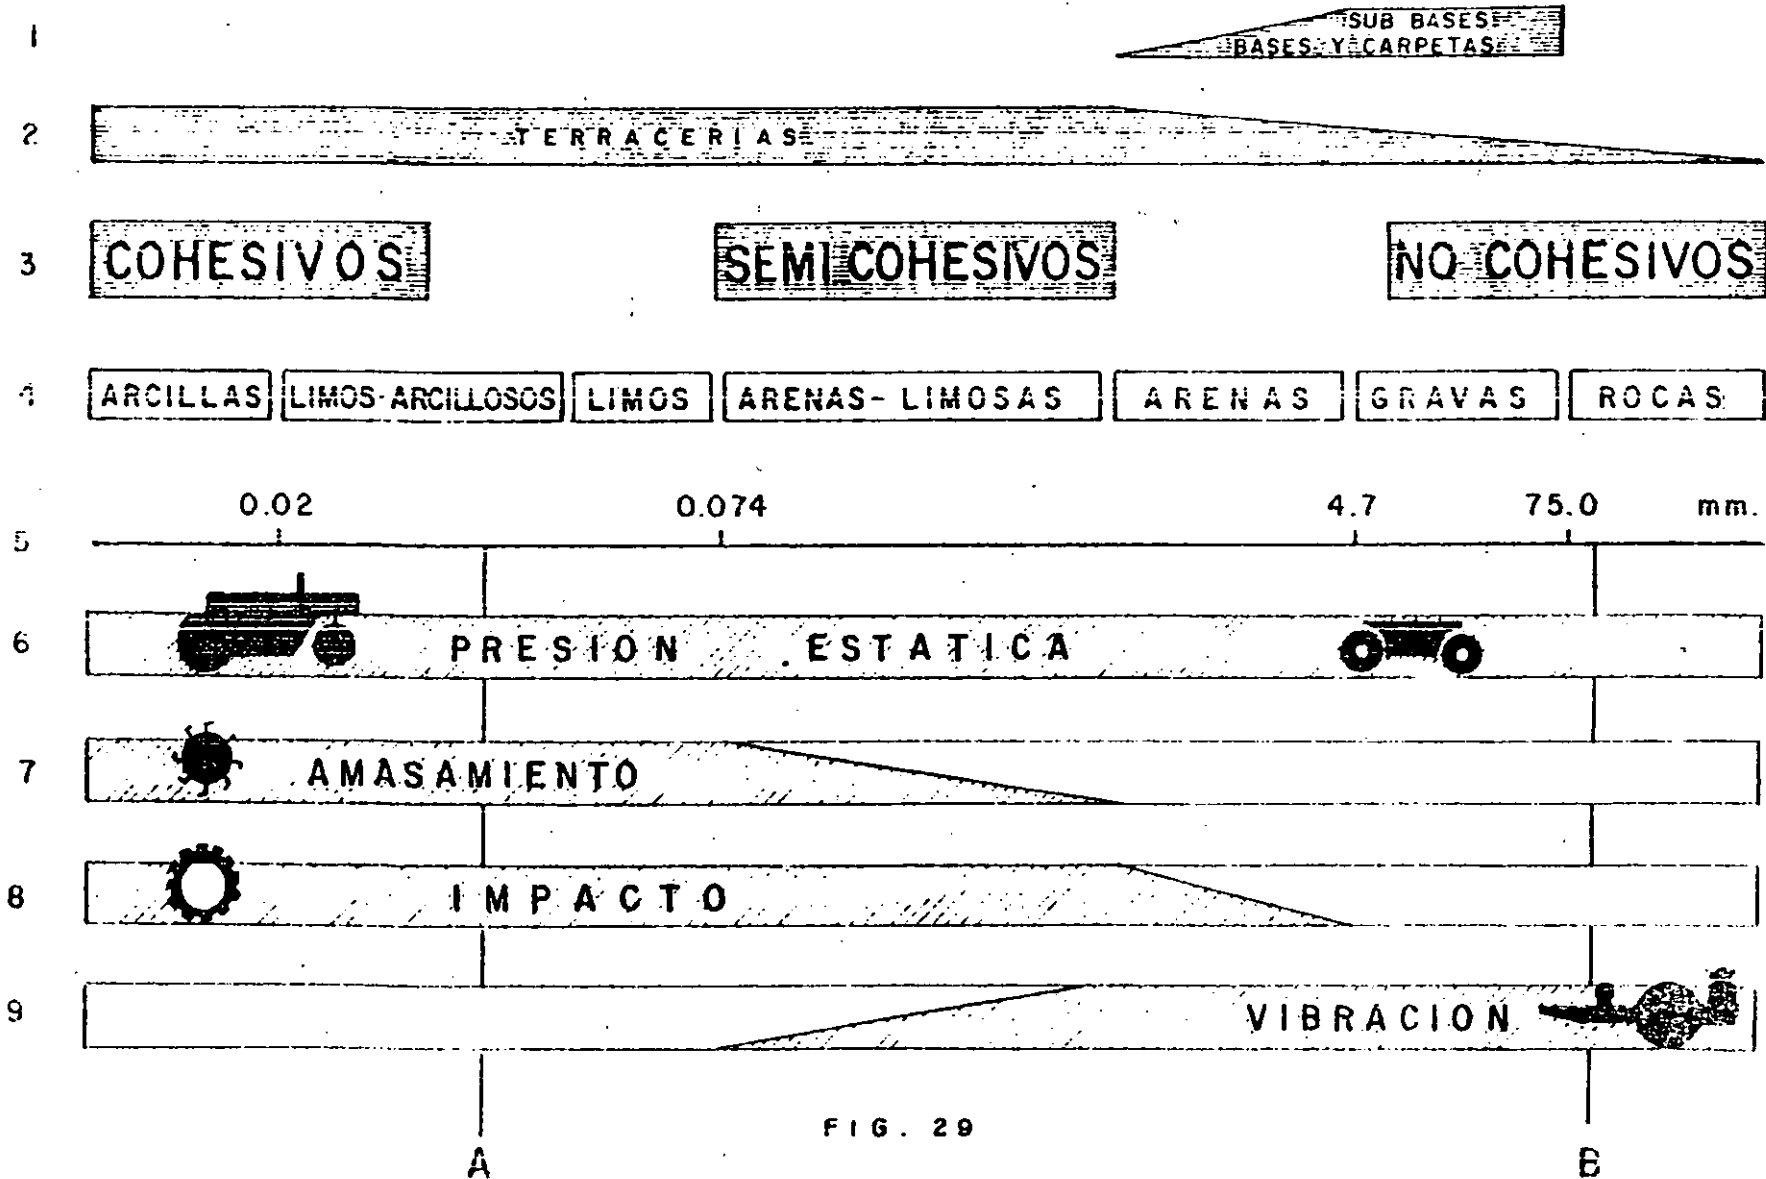 1
SUB BASES
BASES Y CARPETAS
2
TERRACERIAS
3
COHESIVOS
SEMI COHESIVOS
NO COHESIVOS
4
ARCILLAS
LIMOS-ARCILLOSOS
LIMOS
ARENAS-LIMOSAS
ARENAS
GRAVAS
ROCAS
0.02
0.074
4.7
75.0
mm.
5
6
PRESION ESTATICA
7
AMASAMIENTO
8
IMPACTO
9
VIBRACION
FIG. 29
A
B